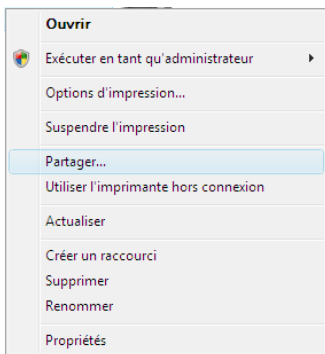 Ouvrir
Exécuter en tant qu'administrateur
Options d'impression...
Suspendre l'impression
Partager...
Utiliser l'imprimante hors connexion
Actualiser
Créer un raccourci
Supprimer
Renommer
Propriétés